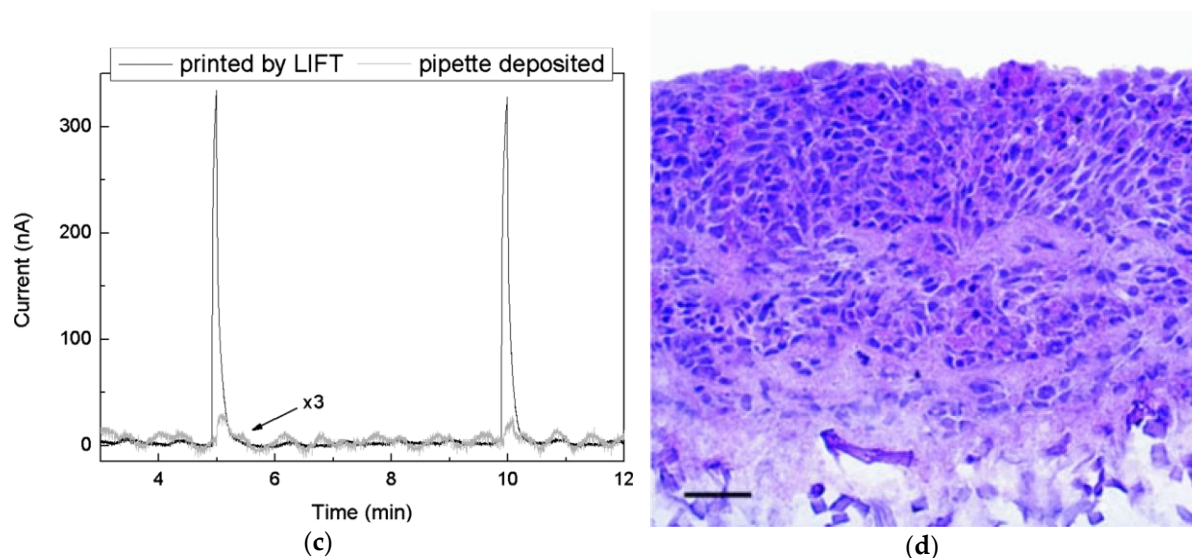 printed by LIFT pipette deposited
300
200
100
0
Current (nA)
x3
4 6 8 10 12
Time (min)
(c) (d)